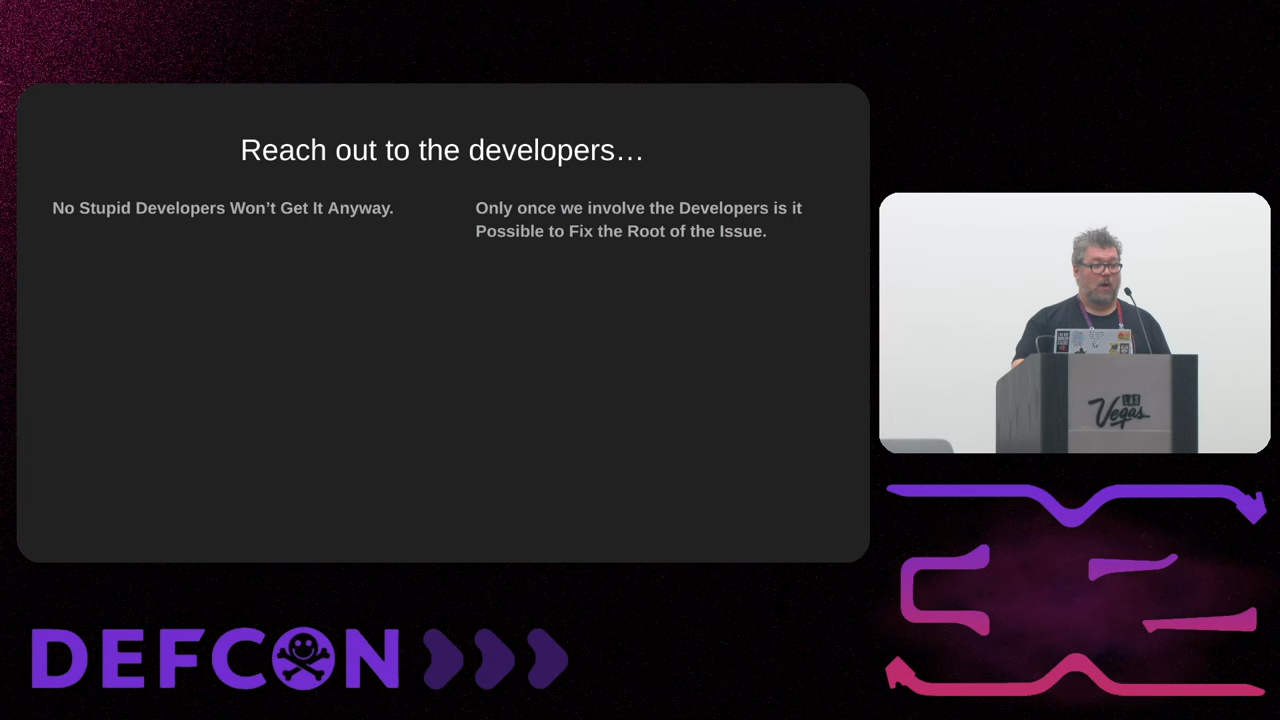 Reach out to the developers…
No Stupid Developers Won’t Get It Anyway.
Only once we involve the Developers is it
Possible to Fix the Root of the Issue.
LAS
Vegas
DEFCON